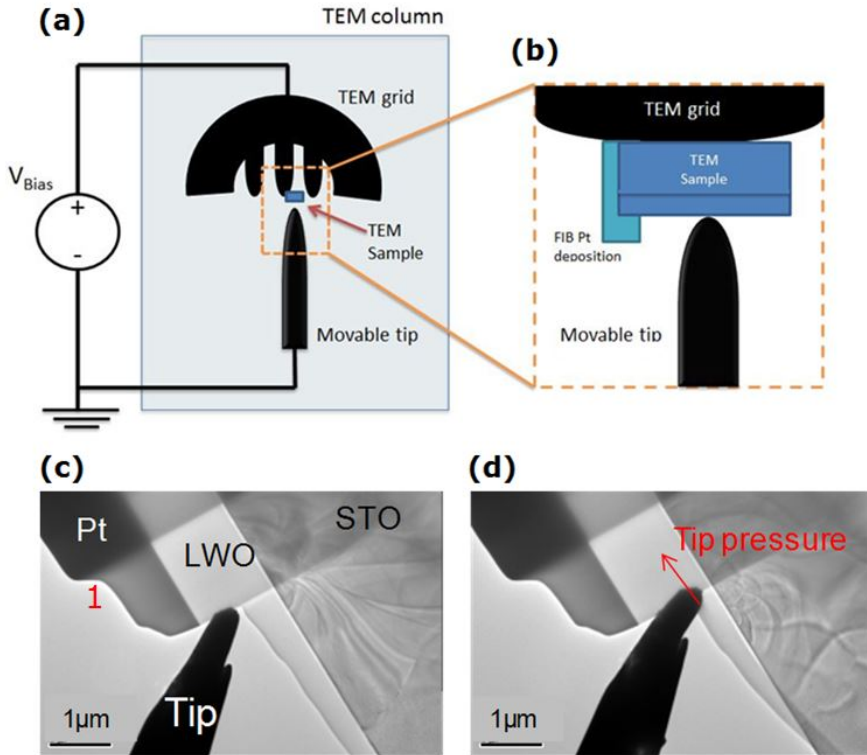 (a)
TEM column
TEM grid
V_Bias
+
-
TEM
Sample
Movable tip
(b)
TEM grid
TEM
Sample
FIB Pt
deposition
Movable tip
(c)
Pt
LWO
STO
1
Tip
1µm
(d)
Tip pressure
1µm